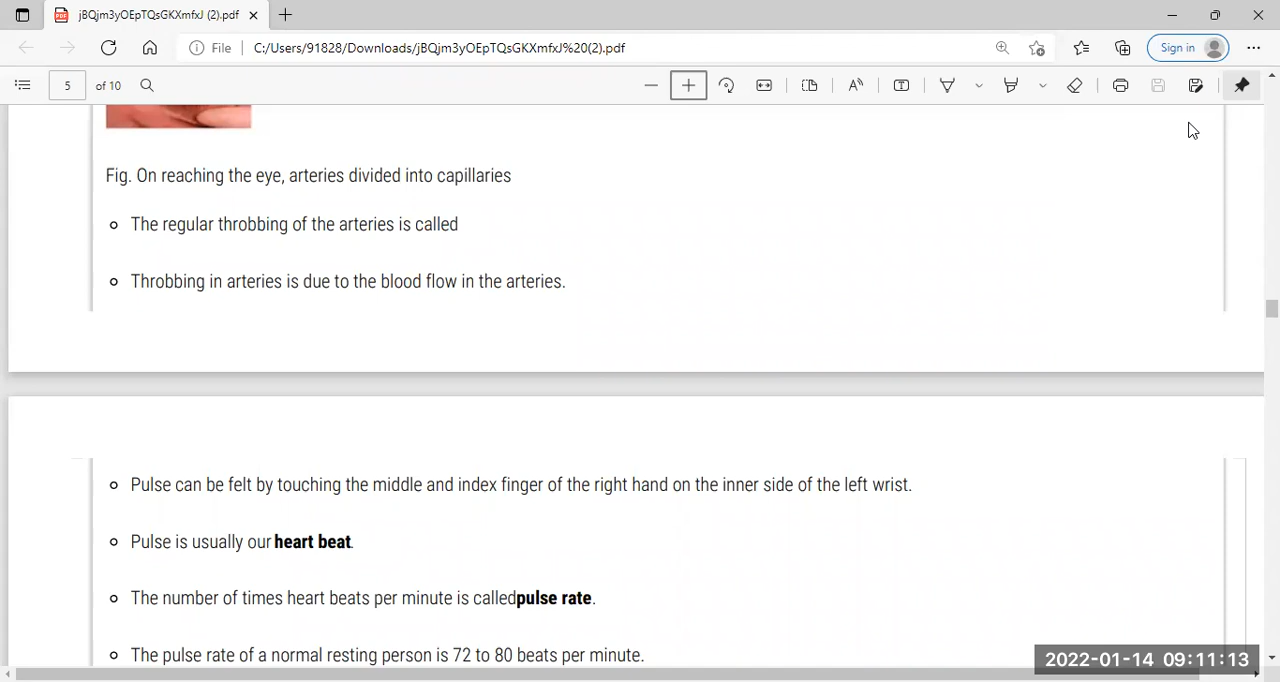 jBQjm3yOEpTQsGKXmfxJ (2).pdf
File
C:/Users/91828/Downloads/jBQjm3yOEpTQsGKXmfxJ%20(2).pdf
Sign in
5 of 10
Fig. On reaching the eye, arteries divided into capillaries
The regular throbbing of the arteries is called
Throbbing in arteries is due to the blood flow in the arteries.
Pulse can be felt by touching the middle and index finger of the right hand on the inner side of the left wrist.
Pulse is usually our heart beat.
The number of times heart beats per minute is called pulse rate.
The pulse rate of a normal resting person is 72 to 80 beats per minute.
2022-01-14 09:11:13